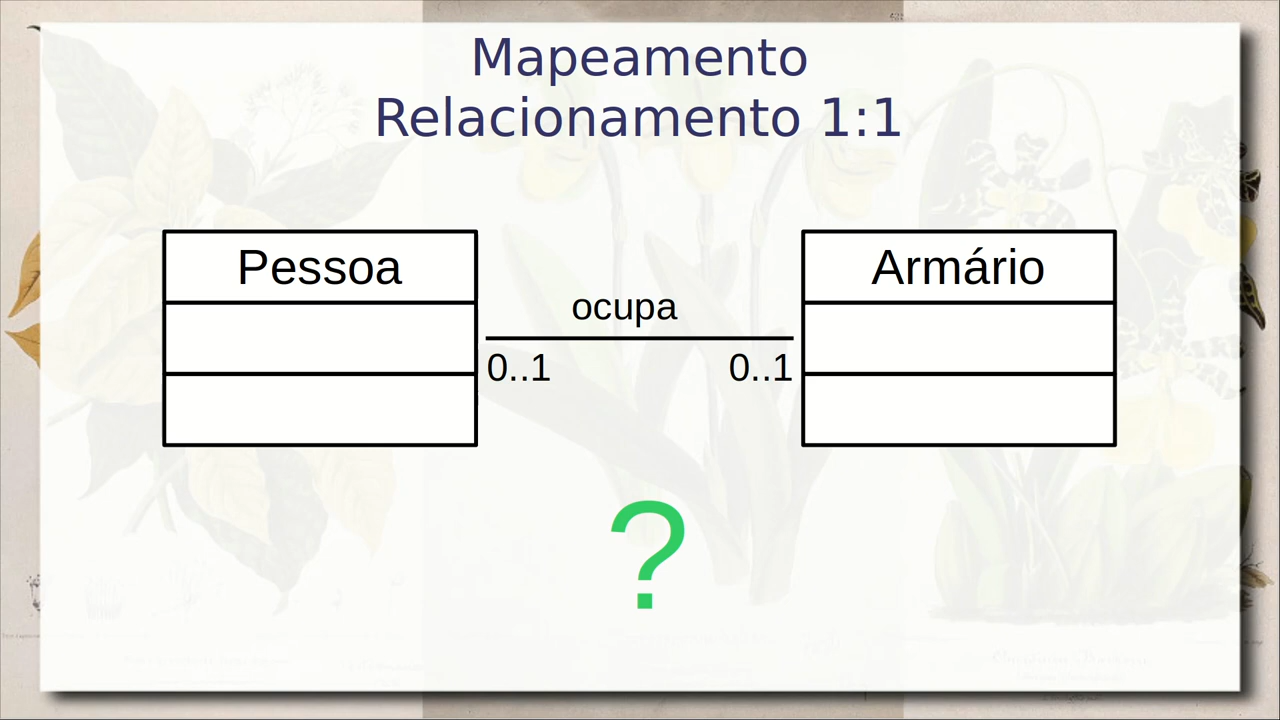 Mapeamento
Relacionamento 1:1
Pessoa
Armário
ocupa
0..1
0..1
?